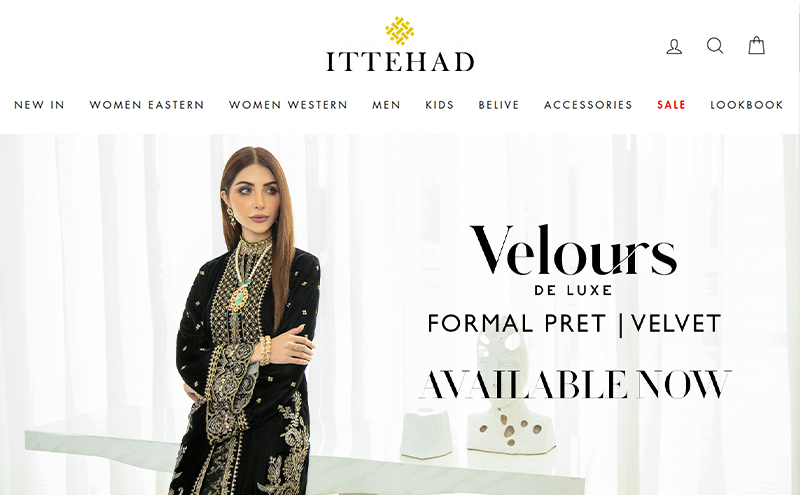 ITTEHAD
NEW IN WOMEN EASTERN WOMEN WESTERN MEN KIDS BELIVE ACCESSORIES SALE LOOKBOOK
Velours
DE LUXE
FORMAL PRET | VELVET
AVAILABLE NOW